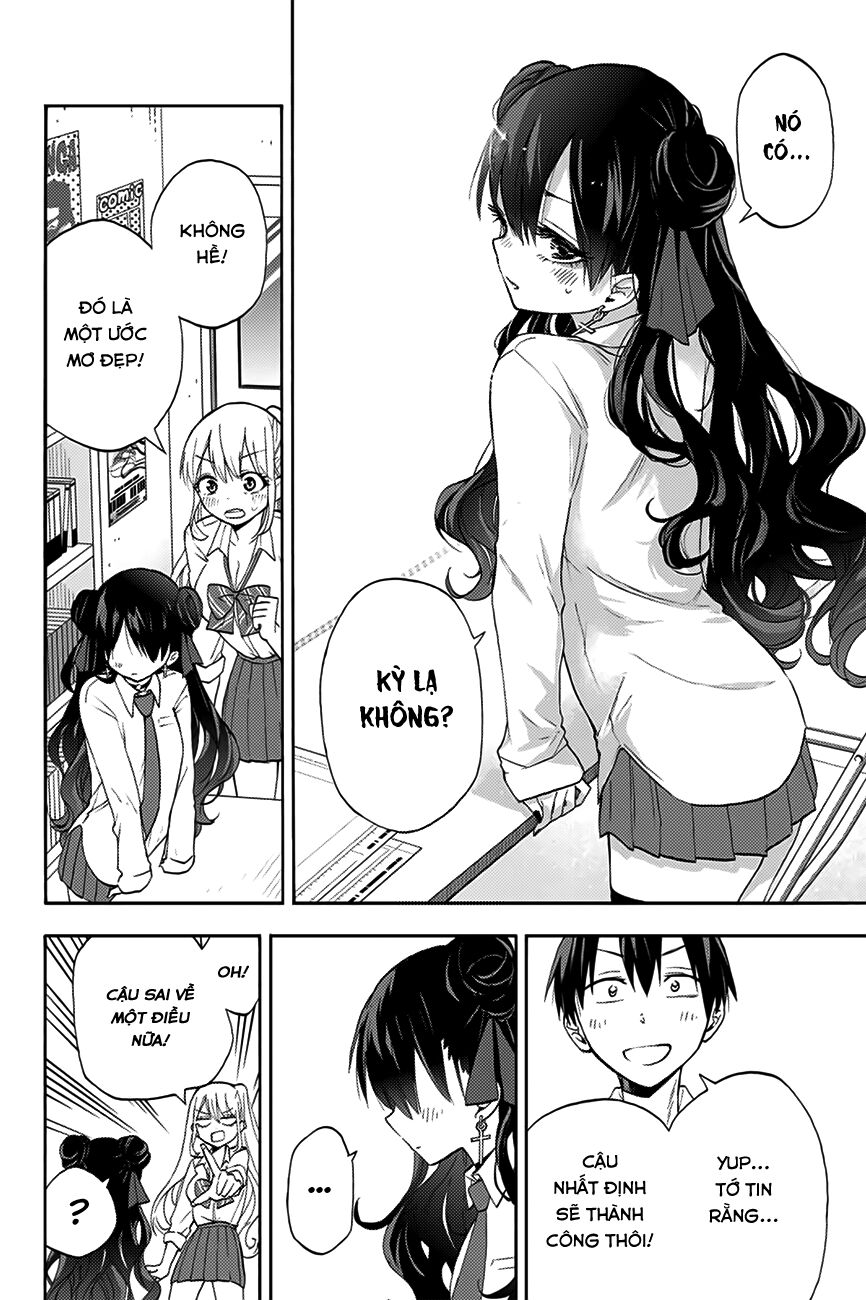 NÓ
CÓ...
KỲ LẠ
KHÔNG?
KHÔNG
HỀ!
ĐÓ LÀ
MỘT ƯỚC
MƠ ĐẸP!
COMIC
YUP...
TỚ TIN
RẰNG...
CẬU
NHẤT ĐỊNH
SẼ THÀNH
CÔNG THÔI!
...
OH!
CẬU SAI VỀ
MỘT ĐIỀU
NỮA!
?